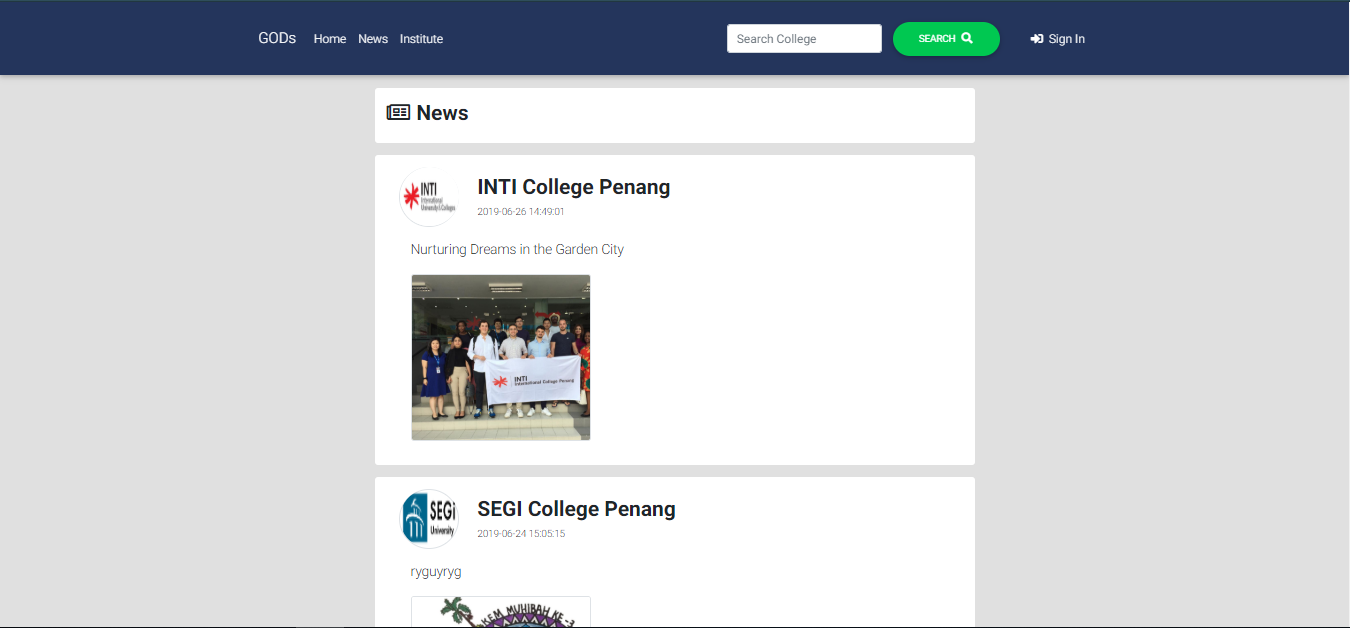 GODs Home News Institute Search College SEARCH Sign In
News
INTI
International
University & Colleges
INTI College Penang
2019-06-26 14:49:01
Nurturing Dreams in the Garden City
INTI
International College Penang
SEGi
University
SEGI College Penang
2019-06-24 15:05:15
ryguyryg
KEM MUHIBAH KE -3